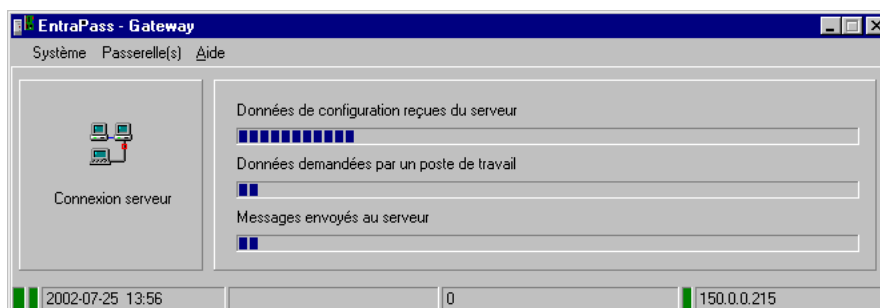 EntraPass - Gateway
Système Passerelle(s) Aide
Données de configuration reçues du serveur
Données demandées par un poste de travail
Connexion serveur
Messages envoyés au serveur
2002-07-25 13:56 0 150.0.0.215